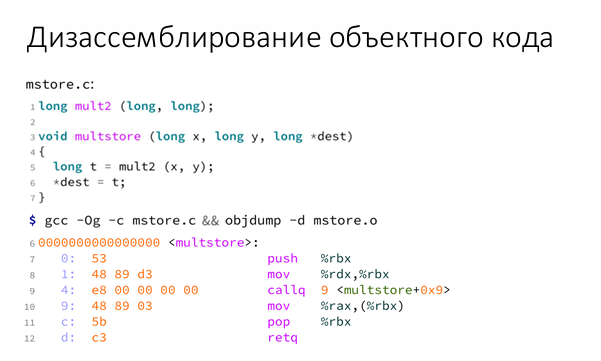 Дизассемблирование объектного кода
mstore.c:
1 long mult2 (long, long);
2
3 void multstore (long x, long y, long *dest)
4 {
5   long t = mult2 (x, y);
6   *dest = t;
7 }
$ gcc -Og -c mstore.c && objdump -d mstore.o
6 0000000000000000 <multstore>:
7    0:  53                      push   %rbx
8    1:  48 89 d3                mov    %rdx,%rbx
9    4:  e8 00 00 00 00          callq  9 <multstore+0x9>
10   9:  48 89 03                mov    %rax,(%rbx)
11   c:  5b                      pop    %rbx
12   d:  c3                      retq